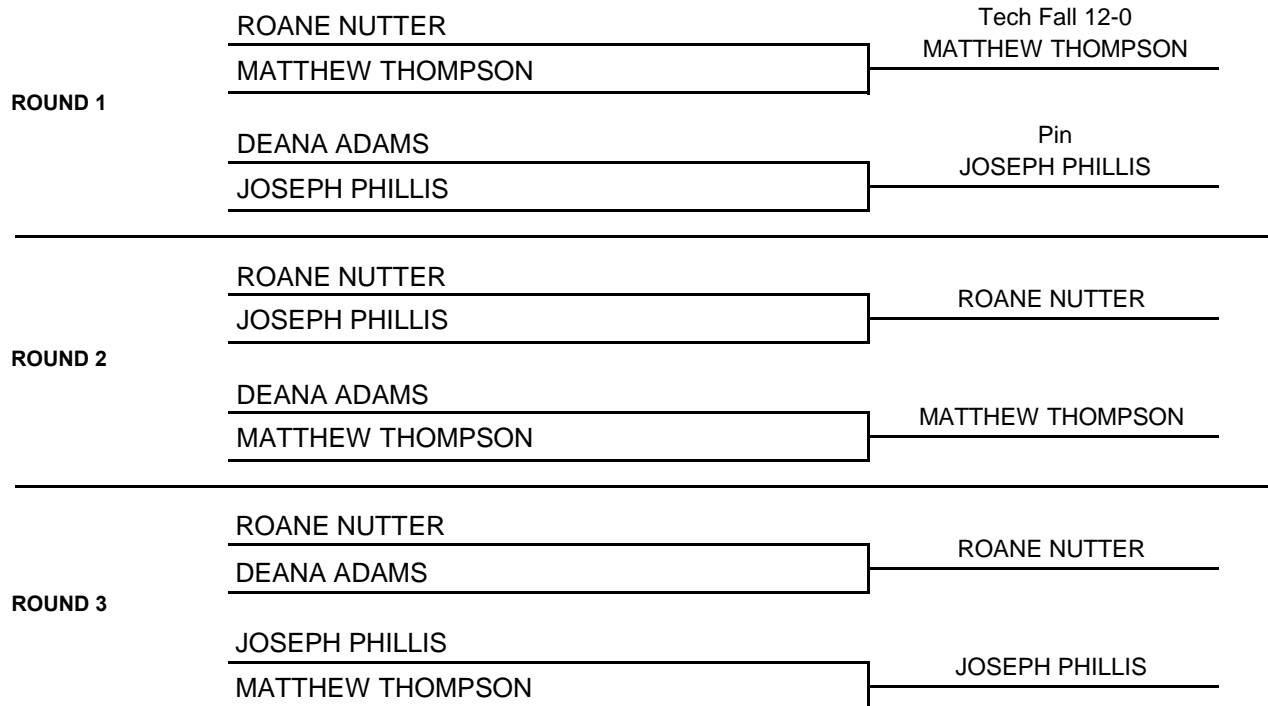 ROANE NUTTER
Tech Fall 12-0
MATTHEW THOMPSON
MATTHEW THOMPSON
ROUND 1
DEANA ADAMS
Pin
JOSEPH PHILLIS
JOSEPH PHILLIS
ROANE NUTTER
ROANE NUTTER
JOSEPH PHILLIS
ROUND 2
DEANA ADAMS
MATTHEW THOMPSON
MATTHEW THOMPSON
ROANE NUTTER
ROANE NUTTER
DEANA ADAMS
ROUND 3
JOSEPH PHILLIS
JOSEPH PHILLIS
MATTHEW THOMPSON